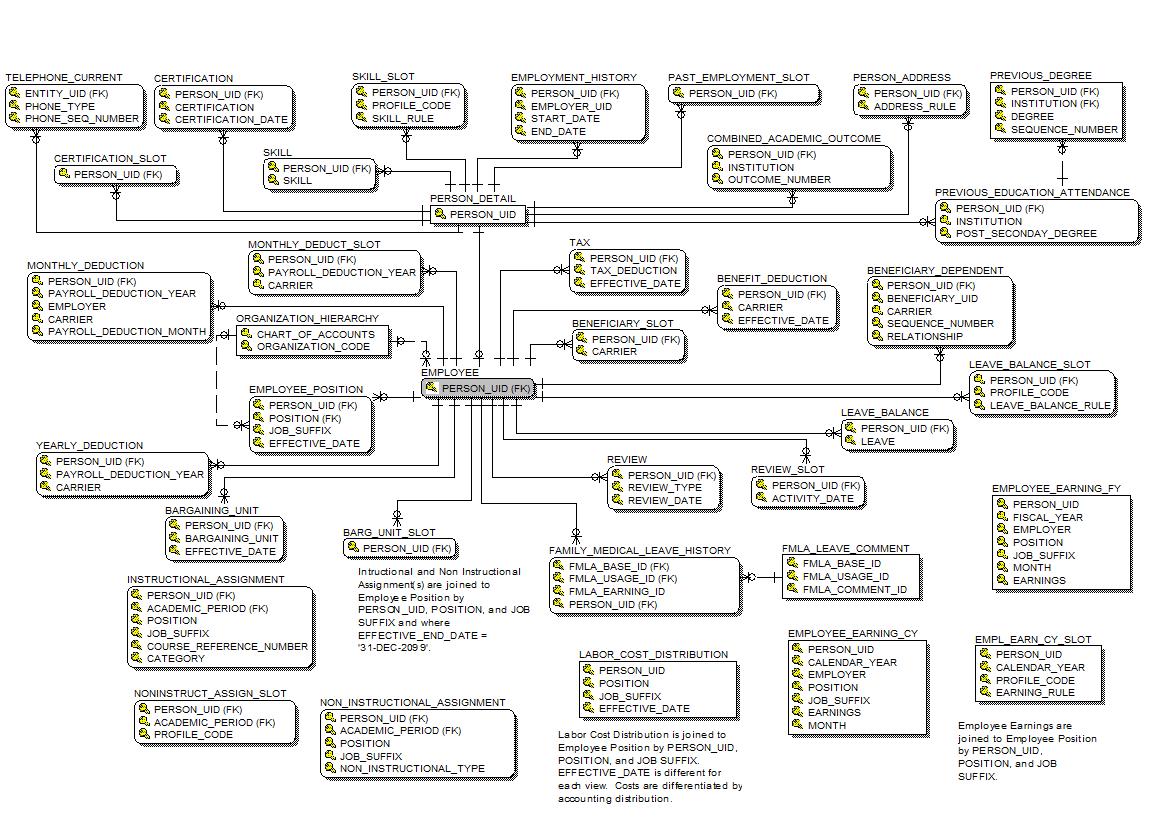 TELEPHONE_CURRENT
ENTITY_UID (FK)
PHONE_TYPE
PHONE_SEQ_NUMBER
CERTIFICATION
PERSON_UID (FK)
CERTIFICATION
CERTIFICATION_DATE
SKILL_SLOT
PERSON_UID (FK)
PROFILE_CODE
SKILL_RULE
EMPLOYMENT_HISTORY
PERSON_UID (FK)
EMPLOYER_UID
START_DATE
END_DATE
PAST_EMPLOYMENT_SLOT
PERSON_UID (FK)
PERSON_ADDRESS
PERSON_UID (FK)
ADDRESS_RULE
PREVIOUS_DEGREE
PERSON_UID (FK)
INSTITUTION (FK)
DEGREE
SEQUENCE_NUMBER
CERTIFICATION_SLOT
PERSON_UID (FK)
SKILL
PERSON_UID (FK)
SKILL
COMBINED_ACADEMIC_OUTCOME
PERSON_UID (FK)
INSTITUTION
OUTCOME_NUMBER
PERSON_DETAIL
PERSON_UID
PREVIOUS_EDUCATION_ATTENDANCE
PERSON_UID (FK)
INSTITUTION
POST_SECONDAY_DEGREE
MONTHLY_DEDUCT_SLOT
PERSON_UID (FK)
PAYROLL_DEDUCTION_YEAR
CARRIER
TAX
PERSON_UID (FK)
TAX_DEDUCTION
EFFECTIVE_DATE
MONTHLY_DEDUCTION
PERSON_UID (FK)
PAYROLL_DEDUCTION_YEAR
EMPLOYER
CARRIER
PAYROLL_DEDUCTION_MONTH
BENEFIT_DEDUCTION
PERSON_UID (FK)
CARRIER
EFFECTIVE_DATE
BENEFICIARY_DEPENDENT
PERSON_UID (FK)
BENEFICIARY_UID
CARRIER
SEQUENCE_NUMBER
RELATIONSHIP
ORGANIZATION_HIERARCHY
CHART_OF_ACCOUNTS
ORGANIZATION_CODE
BENEFICIARY_SLOT
PERSON_UID (FK)
CARRIER
EMPLOYEE
PERSON_UID (FK)
LEAVE_BALANCE_SLOT
PERSON_UID (FK)
PROFILE_CODE
LEAVE_BALANCE_RULE
EMPLOYEE_POSITION
PERSON_UID (FK)
POSITION (FK)
JOB_SUFFIX
EFFECTIVE_DATE
LEAVE_BALANCE
PERSON_UID (FK)
LEAVE
YEARLY_DEDUCTION
PERSON_UID (FK)
PAYROLL_DEDUCTION_YEAR
CARRIER
REVIEW
PERSON_UID (FK)
REVIEW_TYPE
REVIEW_DATE
REVIEW_SLOT
PERSON_UID (FK)
ACTIVITY_DATE
EMPLOYEE_EARNING_FY
PERSON_UID
FISCAL_YEAR
EMPLOYER
POSITION
JOB_SUFFIX
MONTH
EARNINGS
BARGAINING_UNIT
PERSON_UID (FK)
BARGAINING_UNIT
EFFECTIVE_DATE
BARG_UNIT_SLOT
PERSON_UID (FK)
Intructional and Non Instructional
Assignment(s) are joined to
Employee Position by
PERSON_UID, POSITION, and JOB
SUFFIX and where
EFFECTIVE_END_DATE =
'31-DEC-2099'.
FAMILY_MEDICAL_LEAVE_HISTORY
FMLA_BASE_ID (FK)
FMLA_USAGE_ID (FK)
FMLA_EARNING_ID
PERSON_UID (FK)
FMLA_LEAVE_COMMENT
FMLA_BASE_ID
FMLA_USAGE_ID
FMLA_COMMENT_ID
INSTRUCTIONAL_ASSIGNMENT
PERSON_UID (FK)
ACADEMIC_PERIOD (FK)
POSITION
JOB_SUFFIX
COURSE_REFERENCE_NUMBER
CATEGORY
EMPLOYEE_EARNING_CY
PERSON_UID
CALENDAR_YEAR
EMPLOYER
POSITION
JOB_SUFFIX
EARNINGS
MONTH
EMPL_EARN_CY_SLOT
PERSON_UID
CALENDAR_YEAR
PROFILE_CODE
EARNING_RULE
LABOR_COST_DISTRIBUTION
PERSON_UID
POSITION
JOB_SUFFIX
EFFECTIVE_DATE
NONINSTRUCT_ASSIGN_SLOT
PERSON_UID (FK)
ACADEMIC_PERIOD (FK)
PROFILE_CODE
NON_INSTRUCTIONAL_ASSIGNMENT
PERSON_UID (FK)
ACADEMIC_PERIOD (FK)
POSITION
JOB_SUFFIX
NON_INSTRUCTIONAL_TYPE
Labor Cost Distribution is joined to
Employee Position by PERSON_UID,
POSITION, and JOB SUFFIX.
EFFECTIVE_DATE is different for
each view. Costs are differentiated by
accounting distribution.
Employee Earnings are
joined to Employee Position
by PERSON_UID,
POSITION, and JOB
SUFFIX.